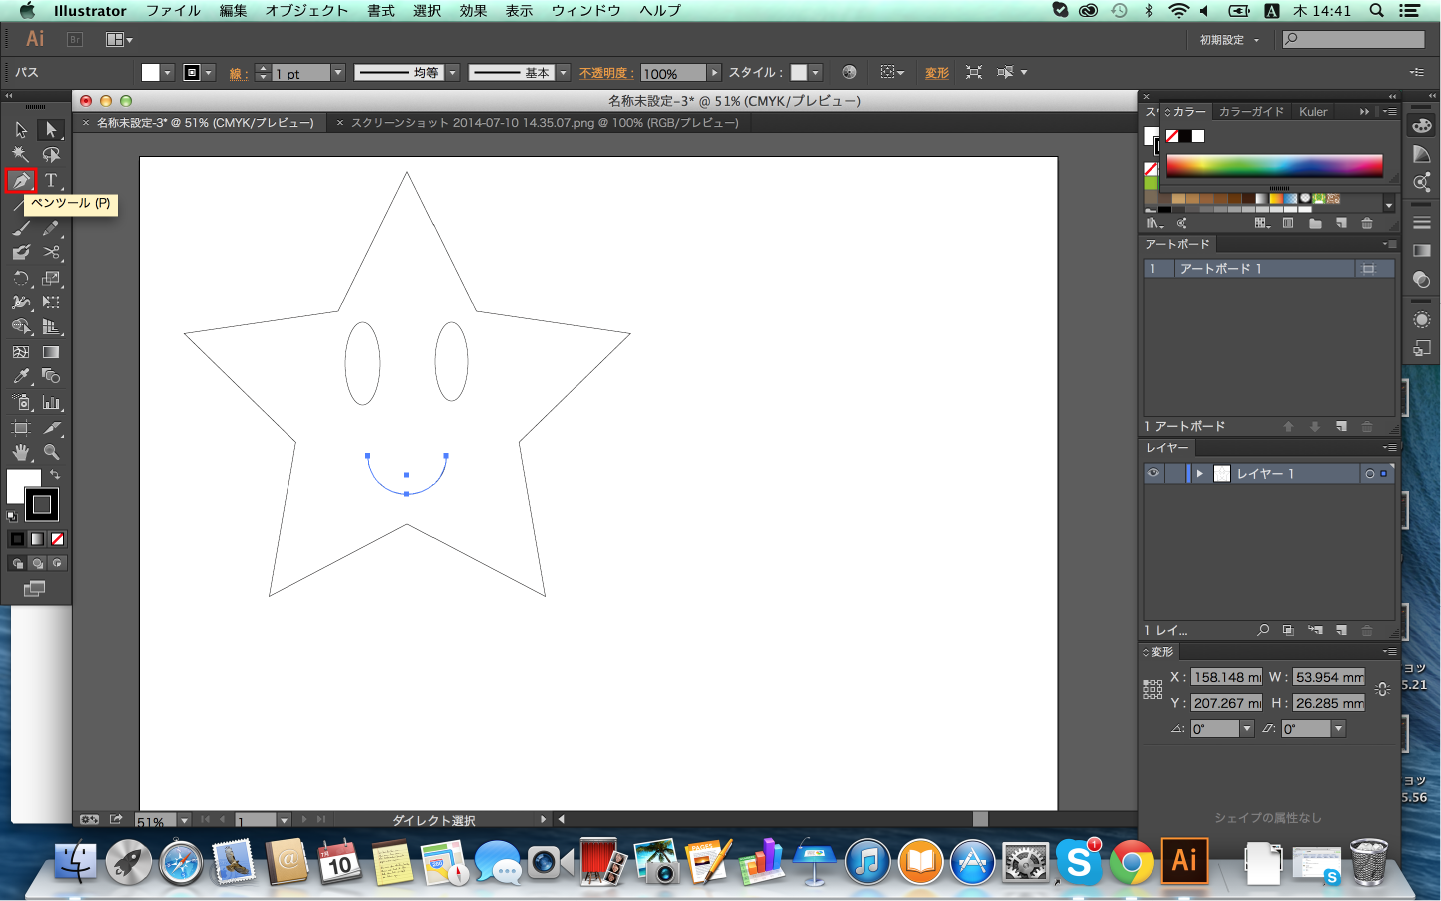 Illustrator ファイル 編集 オブジェクト 書式 選択 効果 表示 ウィンドウ ヘルプ
A 木 14:41
Ai Br
初期設定
パス 線 : 1 pt 均等 基本 不透明度 : 100% スタイル : 変形
名称未設定-3* @ 51% (CMYK/プレビュー)
× 名称未設定-3* @ 51% (CMYK/プレビュー) × スクリーンショット 2014-07-10 14.35.07.png @ 100% (RGB/プレビュー)
T
ペンツール (P)
カラー カラーガイド Kuler
アートボード
1 アートボード 1
1 アートボード
レイヤー
レイヤー 1
1 レイ...
変形
X : 158.148 m W : 53.954 mm
Y : 207.267 m H : 26.285 mm
0° 0°
シェイプの属性なし
ョッ
5.21
ョッ
5.56
51% 1 ダイレクト選択
10
PAGES
S 1
Ai
S